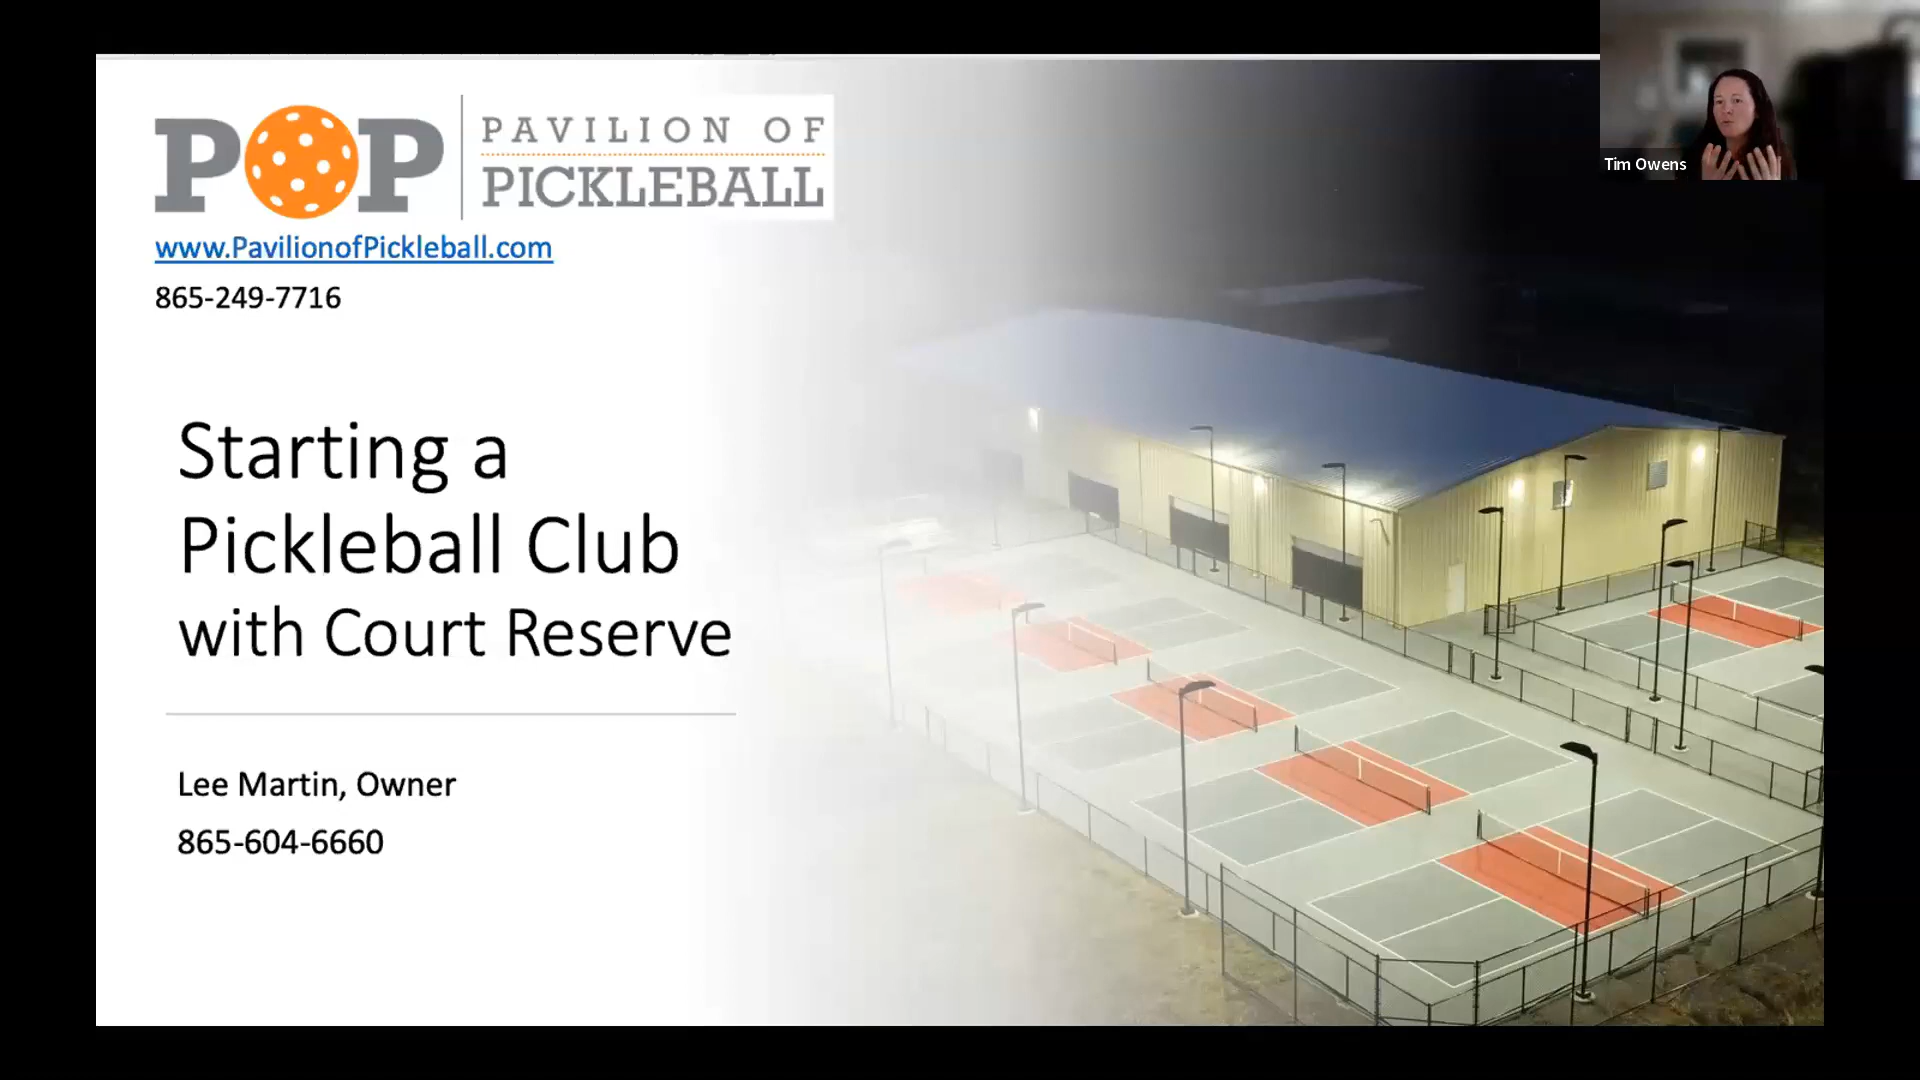 POP
PAVILION OF
PICKLEBALL
www.PavilionofPickleball.com
865-249-7716
Starting a
Pickleball Club
with Court Reserve
Lee Martin, Owner
865-604-6660
Tim Owens